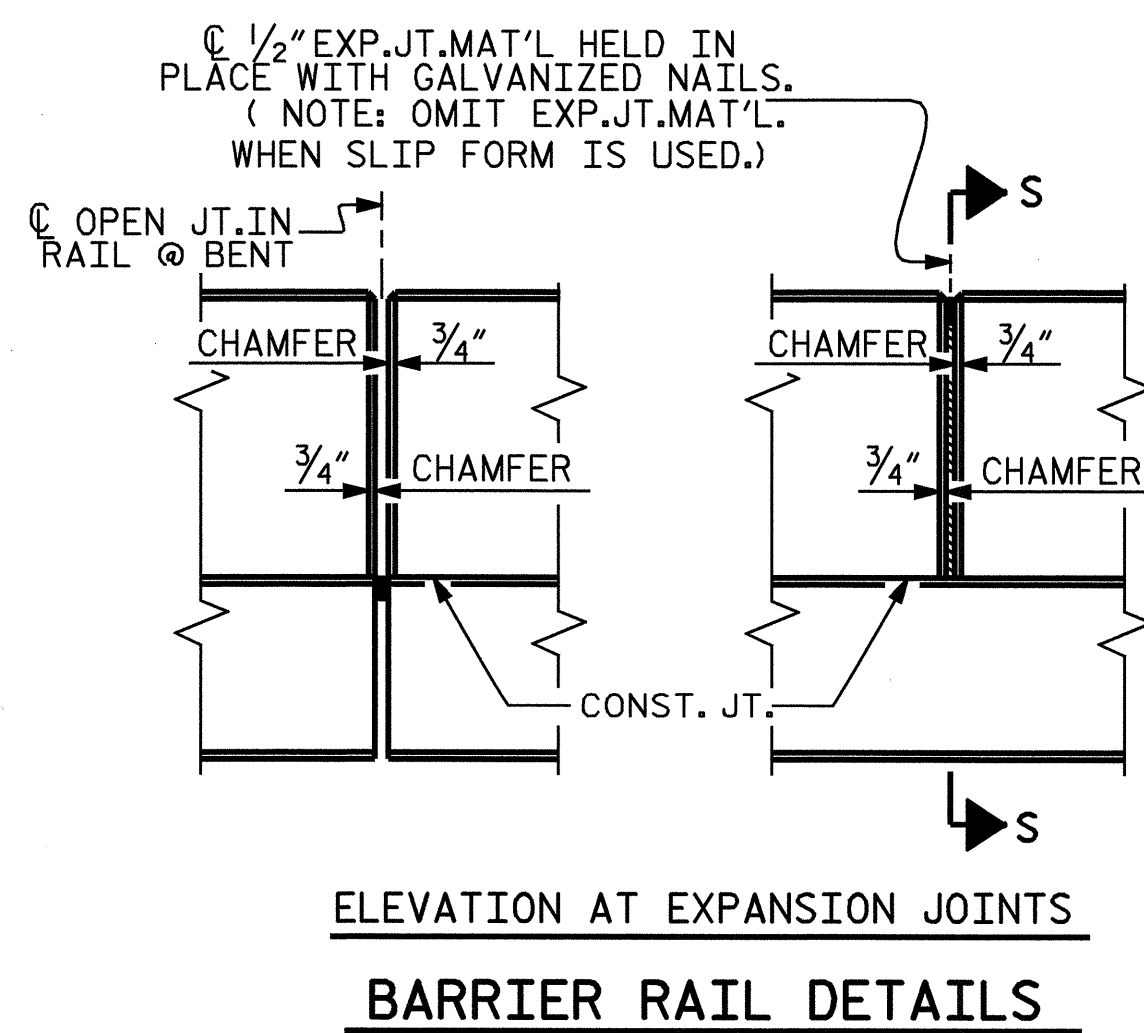 ℄ 1/2" EXP.JT.MAT'L HELD IN
PLACE WITH GALVANIZED NAILS.
( NOTE: OMIT EXP.JT.MAT'L.
WHEN SLIP FORM IS USED.)
℄ OPEN JT.IN
RAIL @ BENT
S
CHAMFER 3/4"
CHAMFER 3/4"
3/4" CHAMFER
3/4" CHAMFER
CONST. JT.
S
ELEVATION AT EXPANSION JOINTS
BARRIER RAIL DETAILS